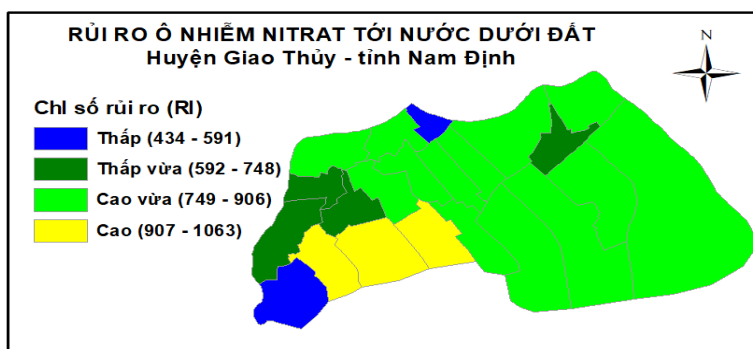 RỦI RO Ô NHIỄM NITRAT TỚI NƯỚC DƯỚI ĐẤT
Huyện Giao Thủy - tỉnh Nam Định
N
Chỉ số rủi ro (RI)
Thấp (434 - 591)
Thấp vừa (592 - 748)
Cao vừa (749 - 906)
Cao (907 - 1063)